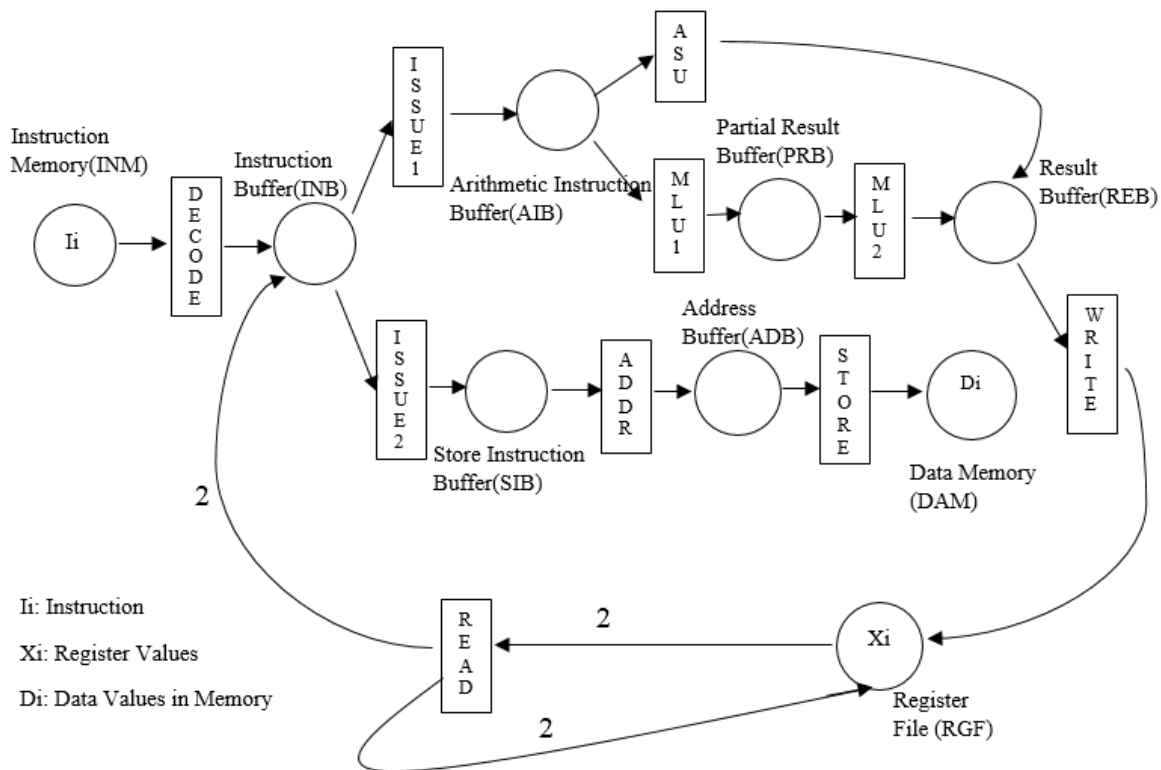 Instruction
Memory(INM)
Ii
DECODE
Instruction
Buffer(INB)
ISSUE1
Arithmetic Instruction
Buffer(AIB)
ASU
MLU1
Partial Result
Buffer(PRB)
MLU2
Result
Buffer(REB)
WRITE
ISSUE2
Store Instruction
Buffer(SIB)
ADDR
Address
Buffer(ADB)
STORE
Di
Data Memory
(DAM)
2
READ
2
Xi
Register
File (RGF)
2
Ii: Instruction
Xi: Register Values
Di: Data Values in Memory